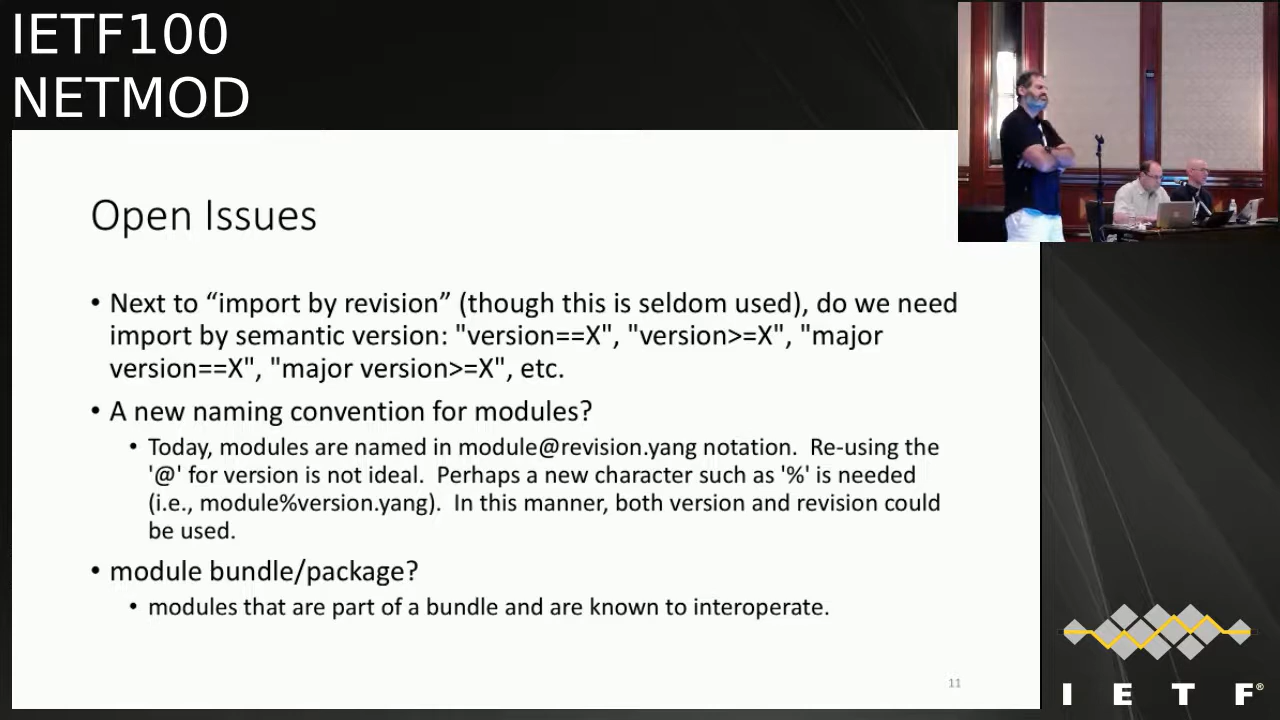 IETF100
NETMOD
Open Issues
• Next to “import by revision” (though this is seldom used), do we need
import by semantic version: "version==X", "version>=X", "major
version==X", "major version>=X", etc.
• A new naming convention for modules?
• Today, modules are named in module@revision.yang notation.  Re-using the
'@' for version is not ideal.  Perhaps a new character such as '%' is needed
(i.e., module%version.yang).  In this manner, both version and revision could
be used.
• module bundle/package?
• modules that are part of a bundle and are known to interoperate.
11
I E T F®